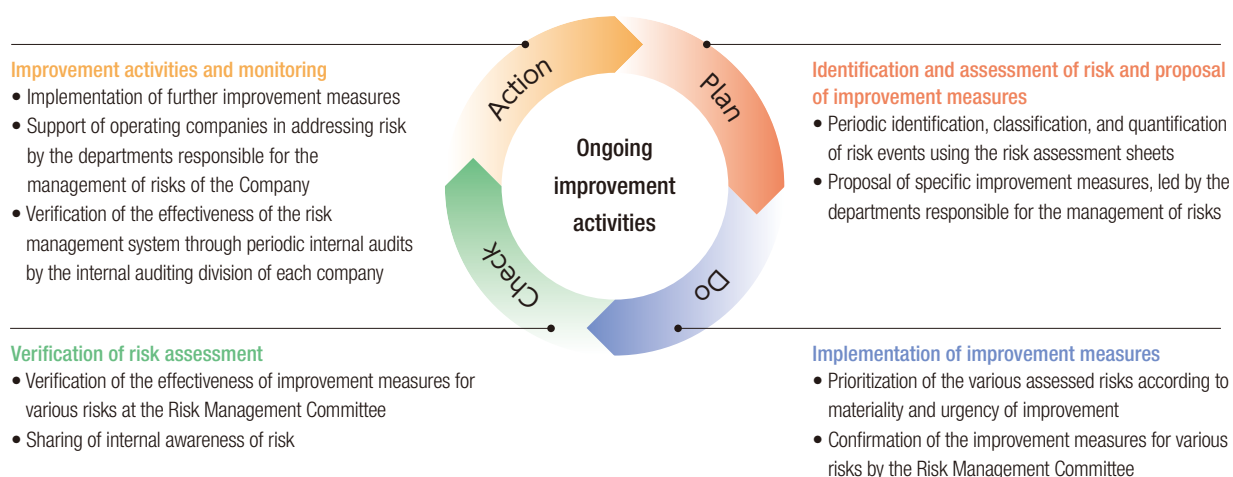 Action
Plan
Do
Check
Ongoing
improvement
activities
Improvement activities and monitoring
• Implementation of further improvement measures
• Support of operating companies in addressing risk
by the departments responsible for the
management of risks of the Company
• Verification of the effectiveness of the risk
management system through periodic internal audits
by the internal auditing division of each company
Identification and assessment of risk and proposal
of improvement measures
• Periodic identification, classification, and quantification
of risk events using the risk assessment sheets
• Proposal of specific improvement measures, led by the
departments responsible for the management of risks
Verification of risk assessment
• Verification of the effectiveness of improvement measures for
various risks at the Risk Management Committee
• Sharing of internal awareness of risk
Implementation of improvement measures
• Prioritization of the various assessed risks according to
materiality and urgency of improvement
• Confirmation of the improvement measures for various
risks by the Risk Management Committee